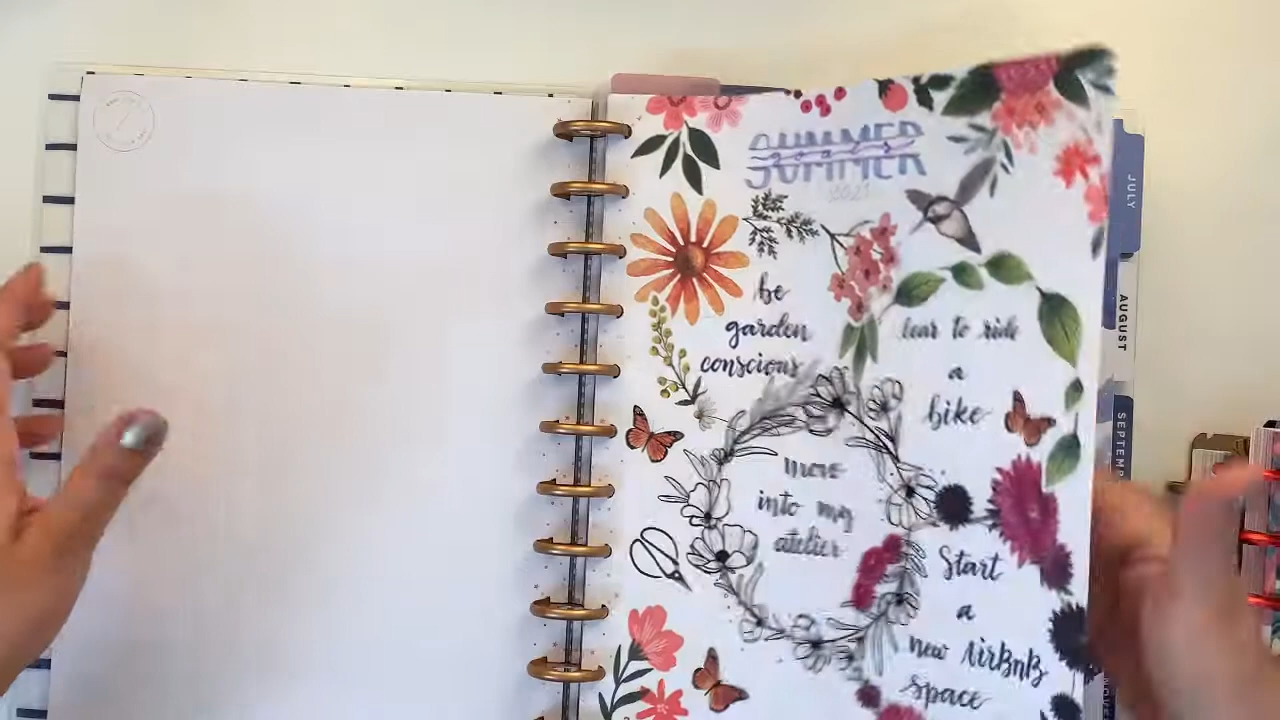 SUMMER
goals
2021
be
garden
conscious
lear to ride
a
bike
move
into my
atelier
Start
a
new AirBnB
space
JULY
AUGUST
SEPTEMB